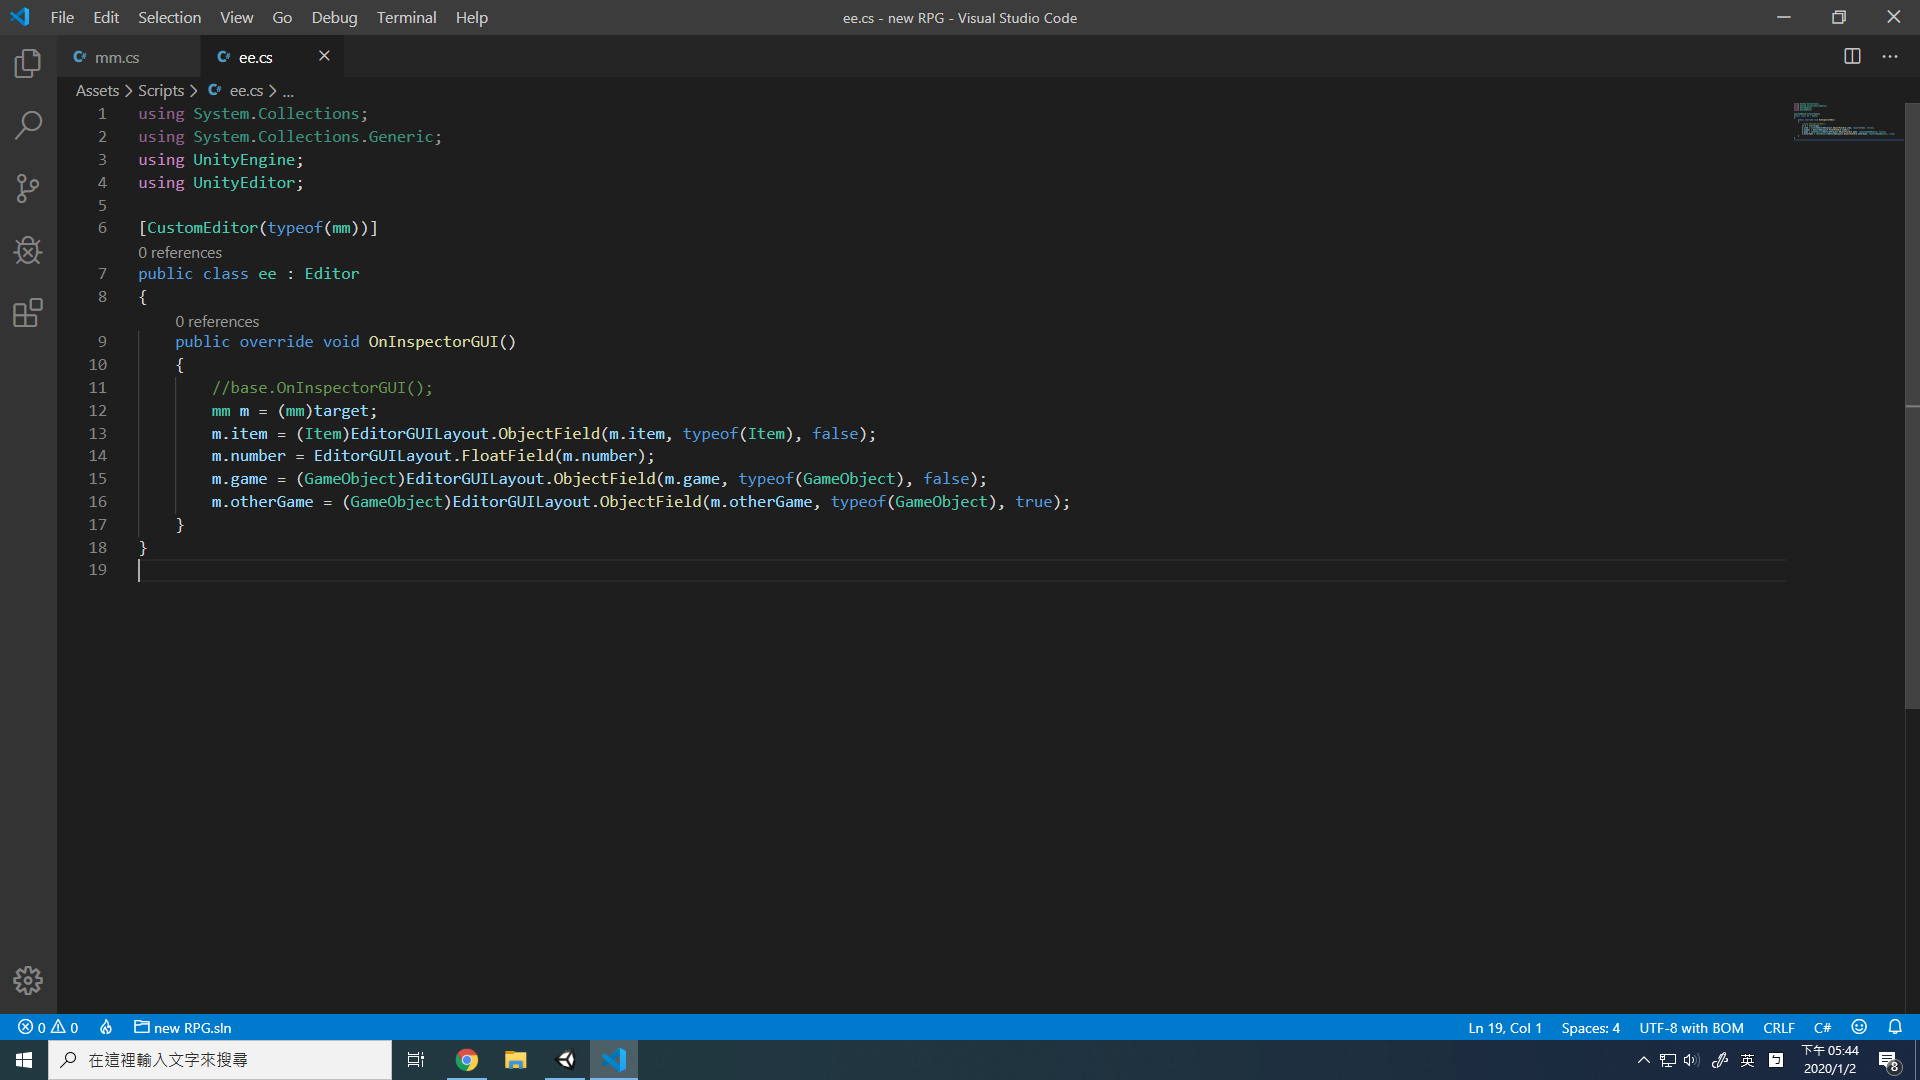 File Edit Selection View Go Debug Terminal Help
ee.cs - new RPG - Visual Studio Code
mm.cs
ee.cs
Assets > Scripts > ee.cs > ...
1 using System.Collections;
2 using System.Collections.Generic;
3 using UnityEngine;
4 using UnityEditor;
5
6 [CustomEditor(typeof(mm))]
0 references
7 public class ee : Editor
8 {
0 references
9 public override void OnInspectorGUI()
10 {
11 //base.OnInspectorGUI();
12 mm m = (mm)target;
13 m.item = (Item)EditorGUILayout.ObjectField(m.item, typeof(Item), false);
14 m.number = EditorGUILayout.FloatField(m.number);
15 m.game = (GameObject)EditorGUILayout.ObjectField(m.game, typeof(GameObject), false);
16 m.otherGame = (GameObject)EditorGUILayout.ObjectField(m.otherGame, typeof(GameObject), true);
17 }
18 }
19
0 0 new RPG.sln
Ln 19, Col 1 Spaces: 4 UTF-8 with BOM CRLF C#
在這裡輸入文字來搜尋
英
下午 05:44
2020/1/2
8